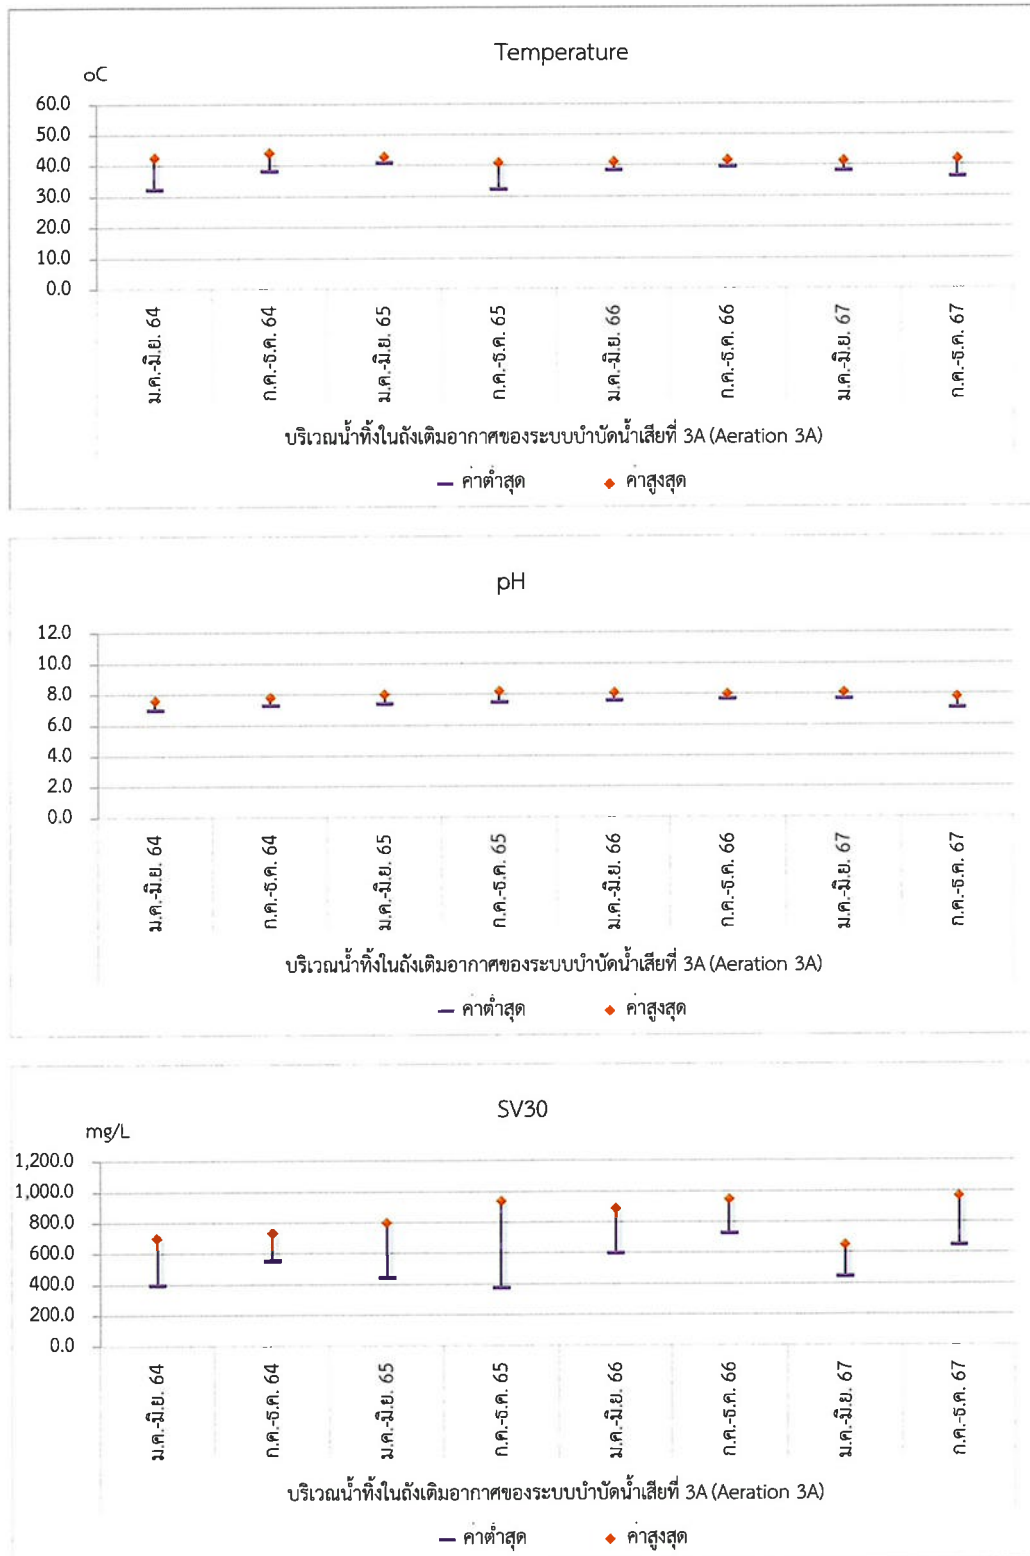 Temperature
oC
60.0
50.0
40.0
30.0
20.0
10.0
0.0
ม.ค.-มิ.ย. 64
ก.ค.-ธ.ค. 64
ม.ค.-มิ.ย. 65
ก.ค.-ธ.ค. 65
ม.ค.-มิ.ย. 66
ก.ค.-ธ.ค. 66
ม.ค.-มิ.ย. 67
ก.ค.-ธ.ค. 67
บริเวณน้ำทิ้งในถังเติมอากาศของระบบบำบัดน้ำเสียที่ 3A (Aeration 3A)
ค่าต่ำสุด ค่าสูงสุด
pH
12.0
10.0
8.0
6.0
4.0
2.0
0.0
ม.ค.-มิ.ย. 64
ก.ค.-ธ.ค. 64
ม.ค.-มิ.ย. 65
ก.ค.-ธ.ค. 65
ม.ค.-มิ.ย. 66
ก.ค.-ธ.ค. 66
ม.ค.-มิ.ย. 67
ก.ค.-ธ.ค. 67
บริเวณน้ำทิ้งในถังเติมอากาศของระบบบำบัดน้ำเสียที่ 3A (Aeration 3A)
ค่าต่ำสุด ค่าสูงสุด
SV30
mg/L
1,200.0
1,000.0
800.0
600.0
400.0
200.0
0.0
ม.ค.-มิ.ย. 64
ก.ค.-ธ.ค. 64
ม.ค.-มิ.ย. 65
ก.ค.-ธ.ค. 65
ม.ค.-มิ.ย. 66
ก.ค.-ธ.ค. 66
ม.ค.-มิ.ย. 67
ก.ค.-ธ.ค. 67
บริเวณน้ำทิ้งในถังเติมอากาศของระบบบำบัดน้ำเสียที่ 3A (Aeration 3A)
ค่าต่ำสุด ค่าสูงสุด